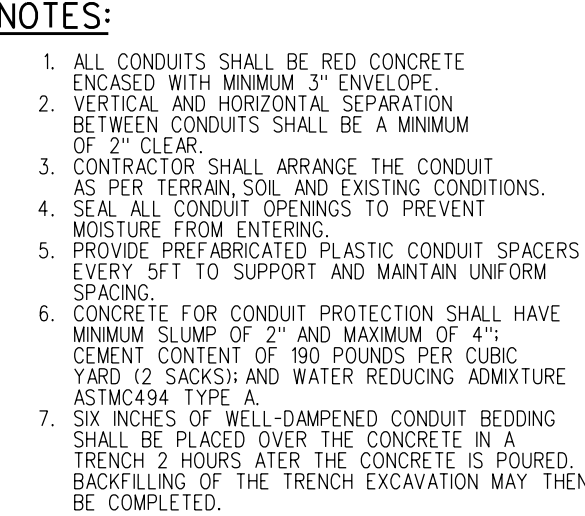 NOTES:
1. ALL CONDUITS SHALL BE RED CONCRETE
ENCASED WITH MINIMUM 3" ENVELOPE.
2. VERTICAL AND HORIZONTAL SEPARATION
BETWEEN CONDUITS SHALL BE A MINIMUM
OF 2" CLEAR.
3. CONTRACTOR SHALL ARRANGE THE CONDUIT
AS PER TERRAIN, SOIL AND EXISTING CONDITIONS.
4. SEAL ALL CONDUIT OPENINGS TO PREVENT
MOISTURE FROM ENTERING.
5. PROVIDE PREFABRICATED PLASTIC CONDUIT SPACERS
EVERY 5FT TO SUPPORT AND MAINTAIN UNIFORM
SPACING.
6. CONCRETE FOR CONDUIT PROTECTION SHALL HAVE
MINIMUM SLUMP OF 2" AND MAXIMUM OF 4";
CEMENT CONTENT OF 190 POUNDS PER CUBIC
YARD (2 SACKS); AND WATER REDUCING ADMIXTURE
ASTMC494 TYPE A.
7. SIX INCHES OF WELL-DAMPENED CONDUIT BEDDING
SHALL BE PLACED OVER THE CONCRETE IN A
TRENCH 2 HOURS ATER THE CONCRETE IS POURED.
BACKFILLING OF THE TRENCH EXCAVATION MAY THEN
BE COMPLETED.